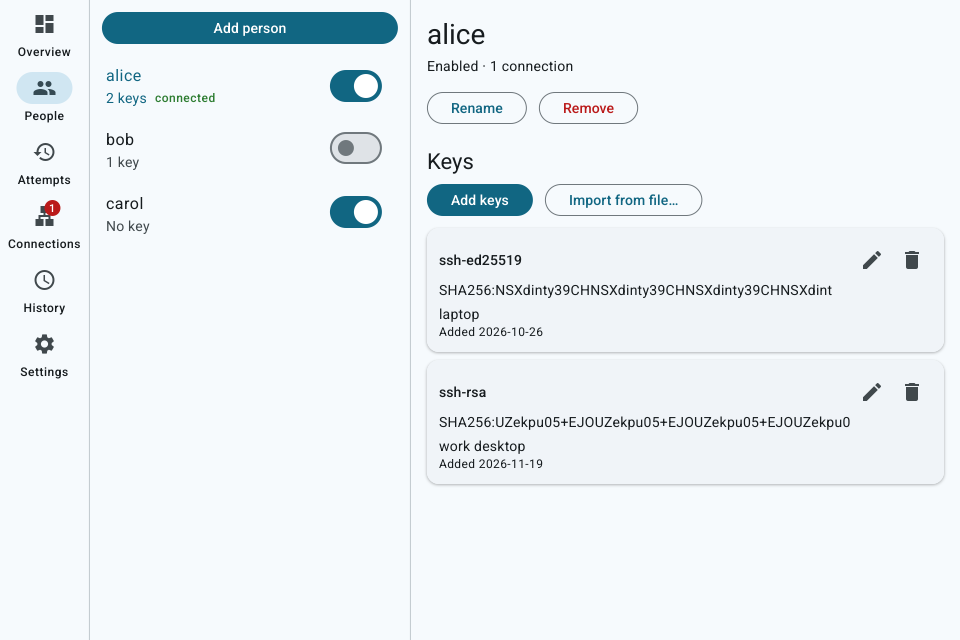 Overview
People
Attempts
1
Connections
History
Settings
Add person
alice
2 keys connected
bob
1 key
carol
No key
alice
Enabled · 1 connection
Rename
Remove
Keys
Add keys
Import from file…
ssh-ed25519
SHA256:NSXdinty39CHNSXdinty39CHNSXdinty39CHNSXdint
laptop
Added 2026-10-26
ssh-rsa
SHA256:UZekpu05+EJOUZekpu05+EJOUZekpu05+EJOUZekpu0
work desktop
Added 2026-11-19